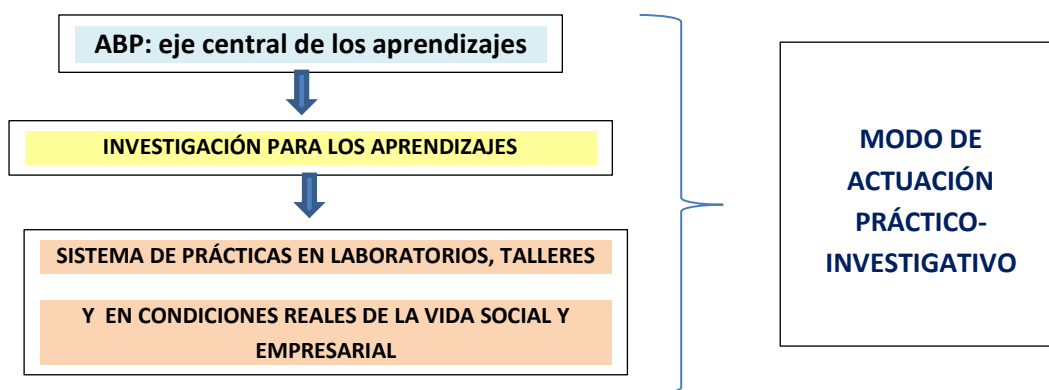 ABP: eje central de los aprendizajes
INVESTIGACIÓN PARA LOS APRENDIZAJES
SISTEMA DE PRÁCTICAS EN LABORATORIOS, TALLERES
Y EN CONDICIONES REALES DE LA VIDA SOCIAL Y
EMPRESARIAL
MODO DE
ACTUACIÓN
PRÁCTICO-
INVESTIGATIVO